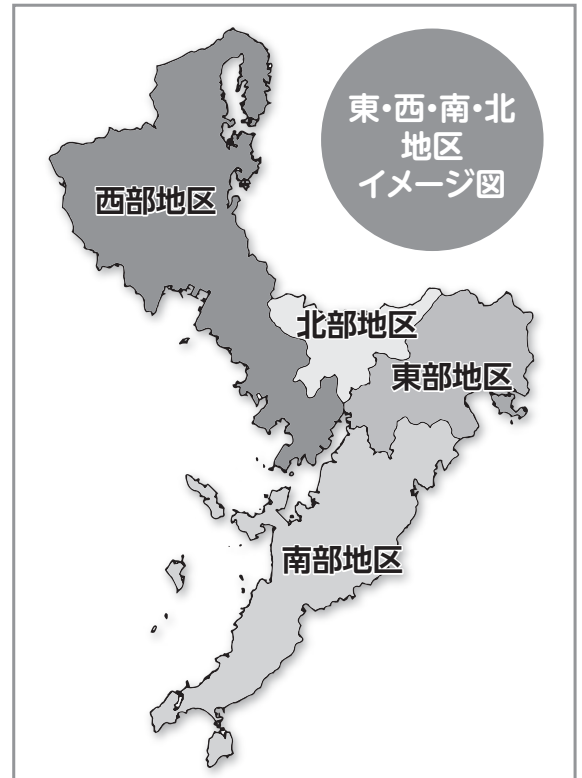 東・西・南・北
地区
イメージ図
西部地区
北部地区
東部地区
南部地区